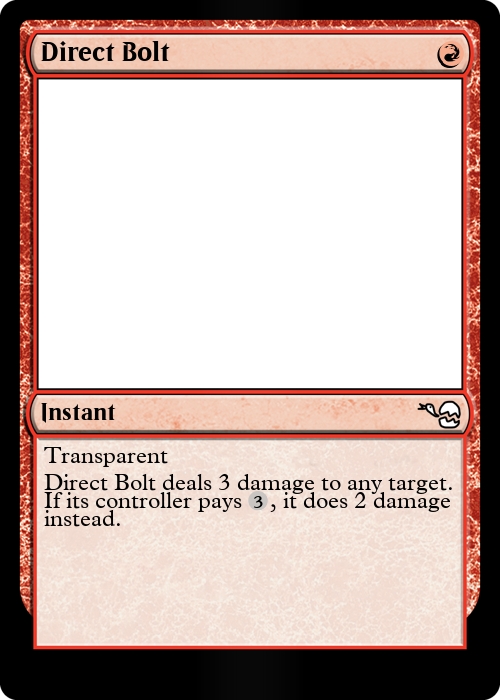 Direct Bolt
Instant
Transparent
Direct Bolt deals 3 damage to any target.
If its controller pays 3, it does 2 damage
instead.